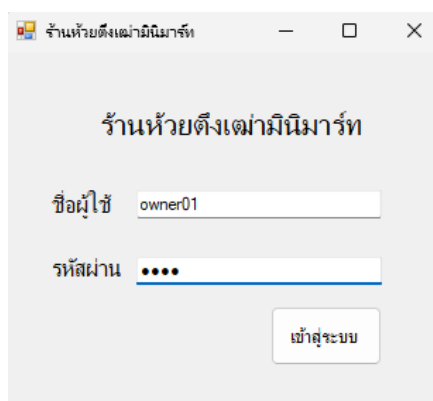 ร้านห้วยตึงเฒ่ามินิมาร์ท
ร้านห้วยตึงเฒ่ามินิมาร์ท
ชื่อผู้ใช้ owner01
รหัสผ่าน ●●●●
เข้าสู่ระบบ